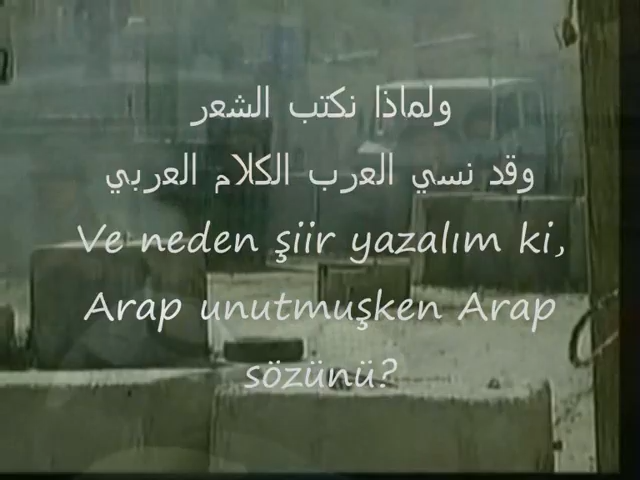 ولماذا نكتب الشعر
وقد نسي العرب الكلام العربي
Ve neden şiir yazalım ki,
Arap unutmuşken Arap
sözünü?